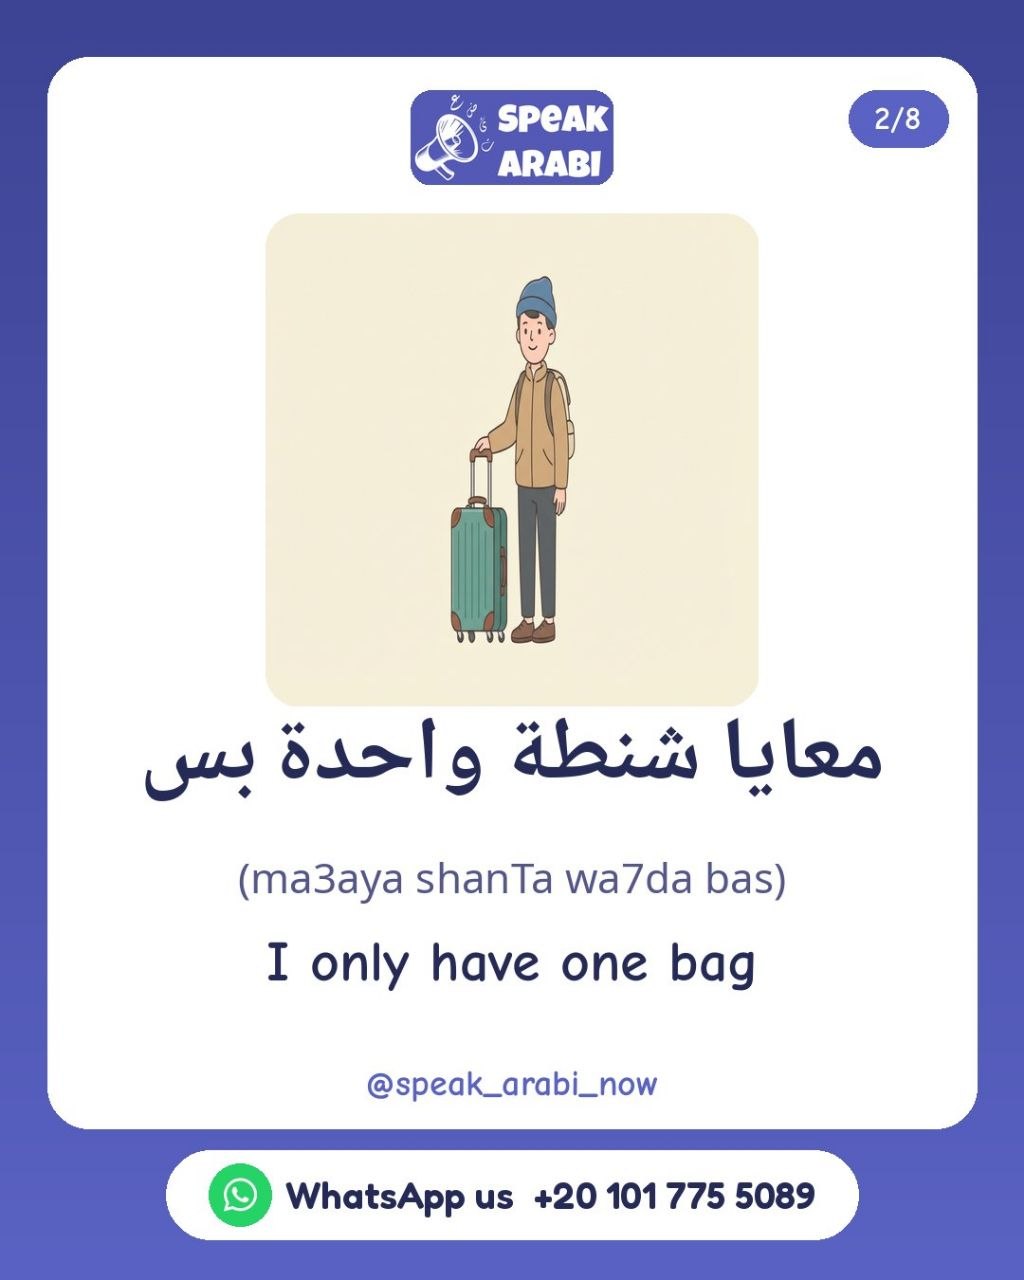 SPEAK
ARABI
2/8
معايا شنطة واحدة بس
(ma3aya shanTa wa7da bas)
I only have one bag
@speak_arabi_now
WhatsApp us +20 101 775 5089